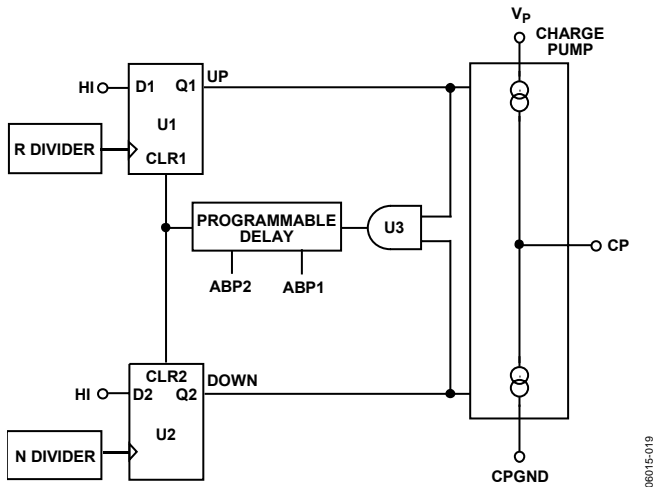 VP
CHARGE
PUMP
UP
HI
D1
Q1
U1
R DIVIDER
CLR1
PROGRAMMABLE
DELAY
U3
CP
ABP2
ABP1
CLR2
DOWN
HI
D2
Q2
U2
N DIVIDER
CPGND
06015-019